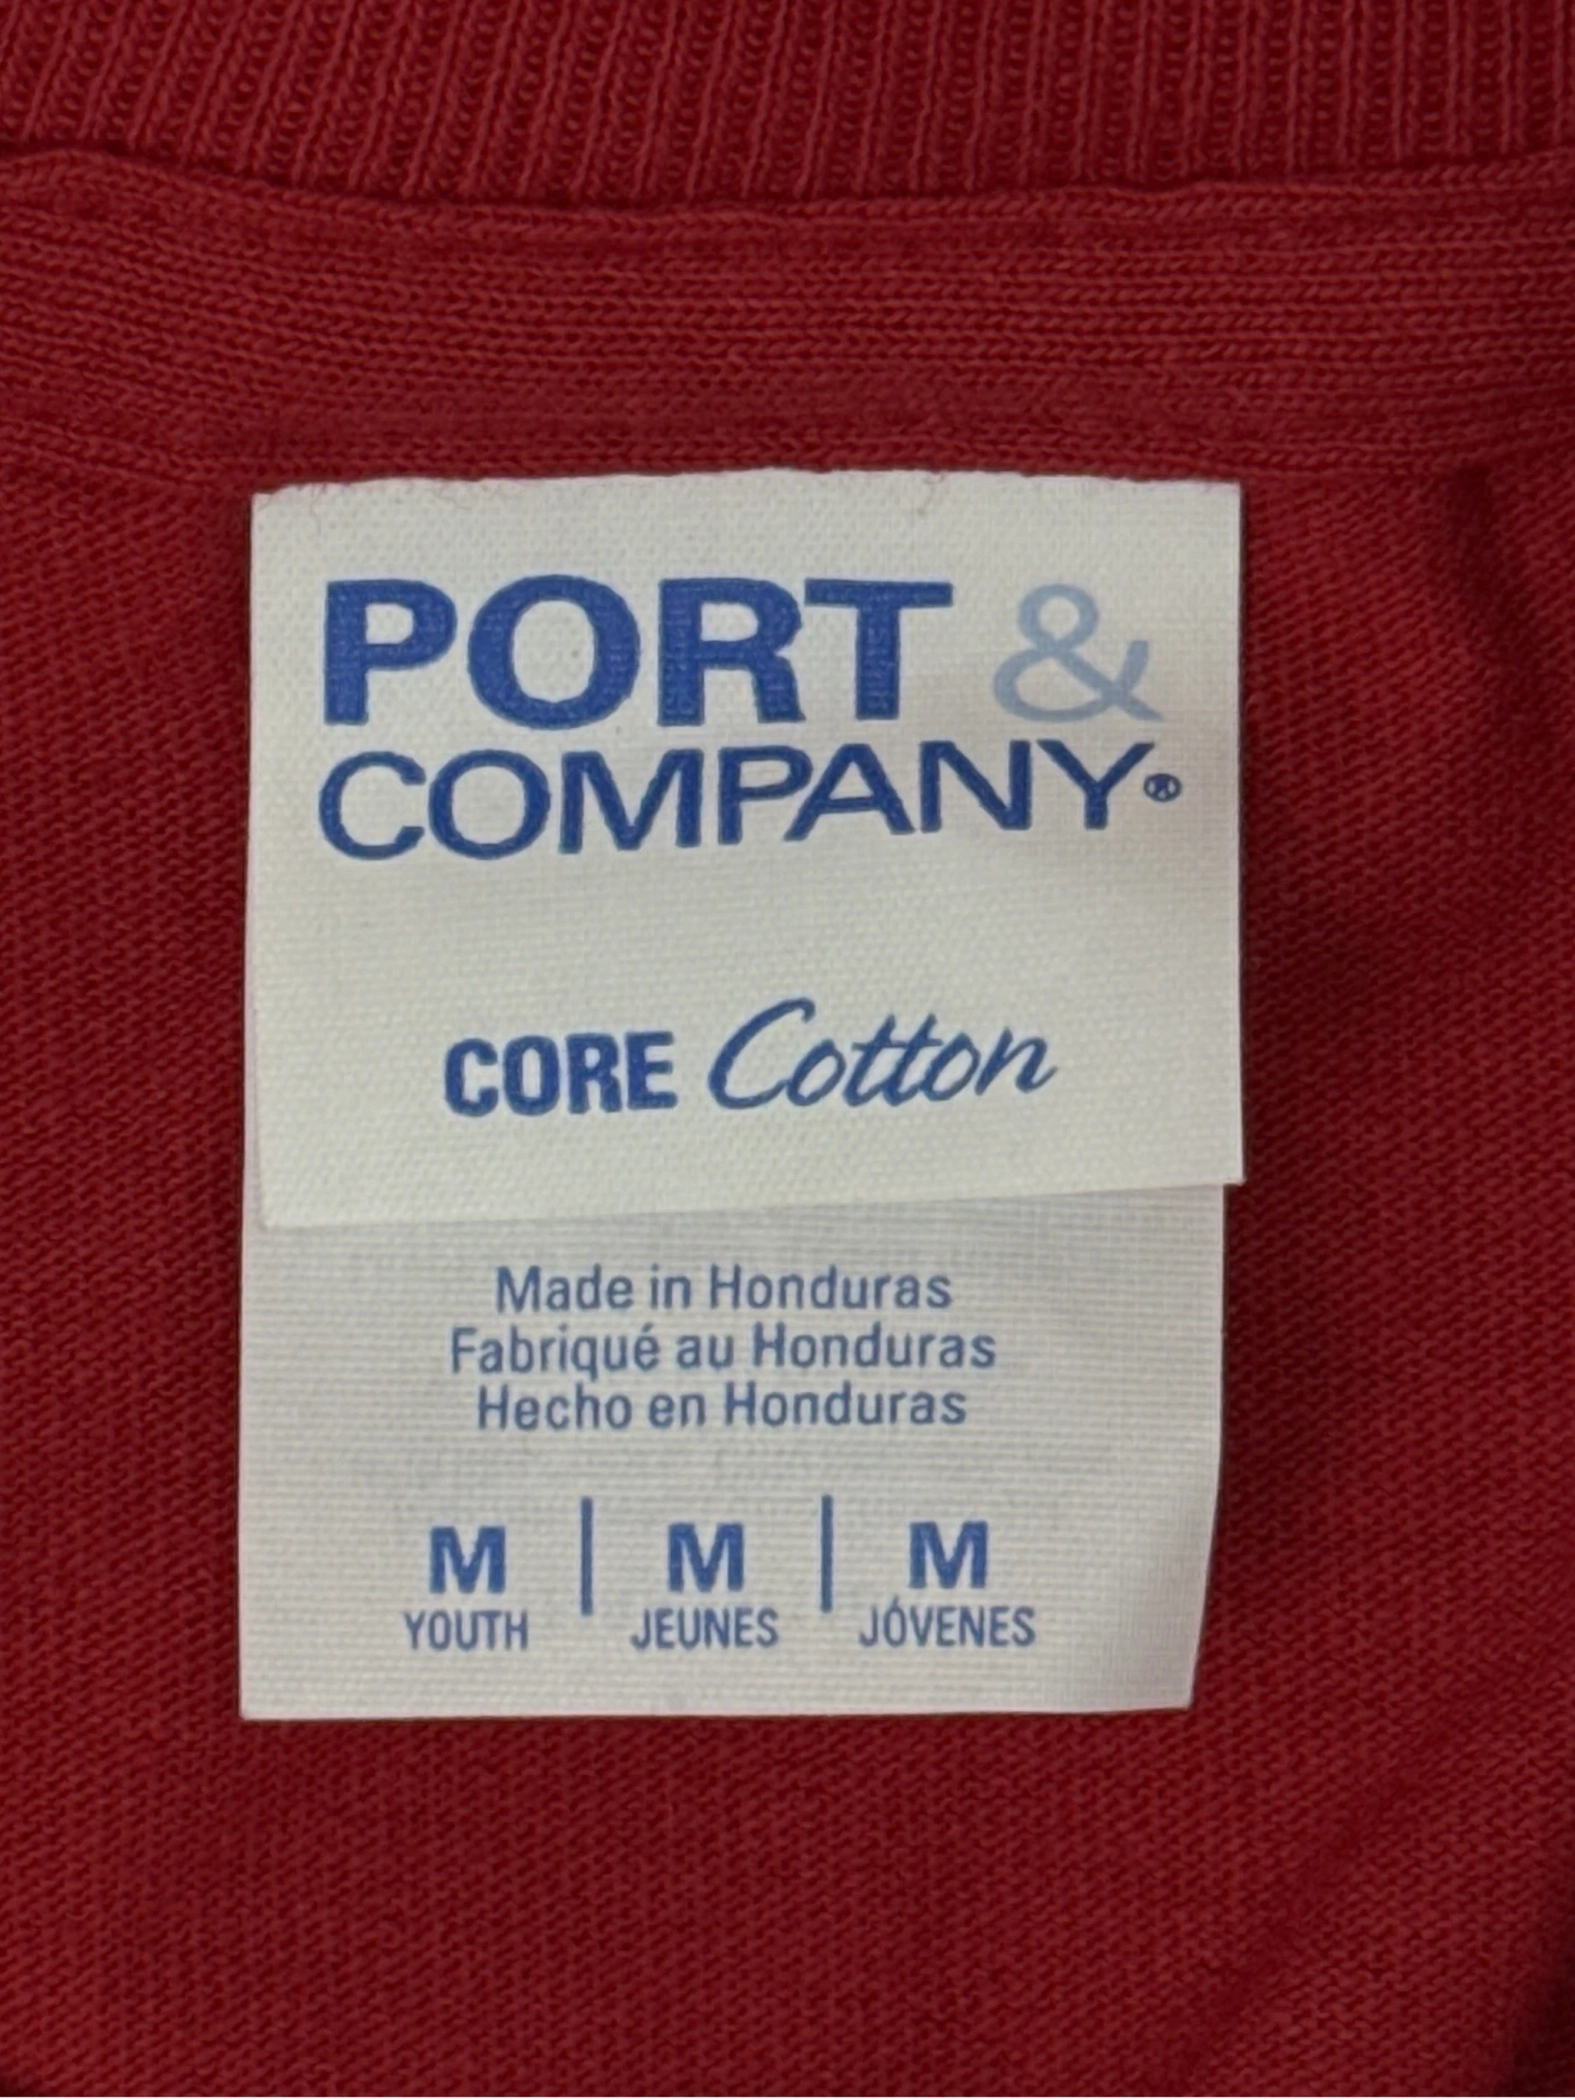 PORT &
COMPANY®
CORE Cotton
Made in Honduras
Fabriqué au Honduras
Hecho en Honduras
M | M | M
YOUTH JEUNES JÓVENES